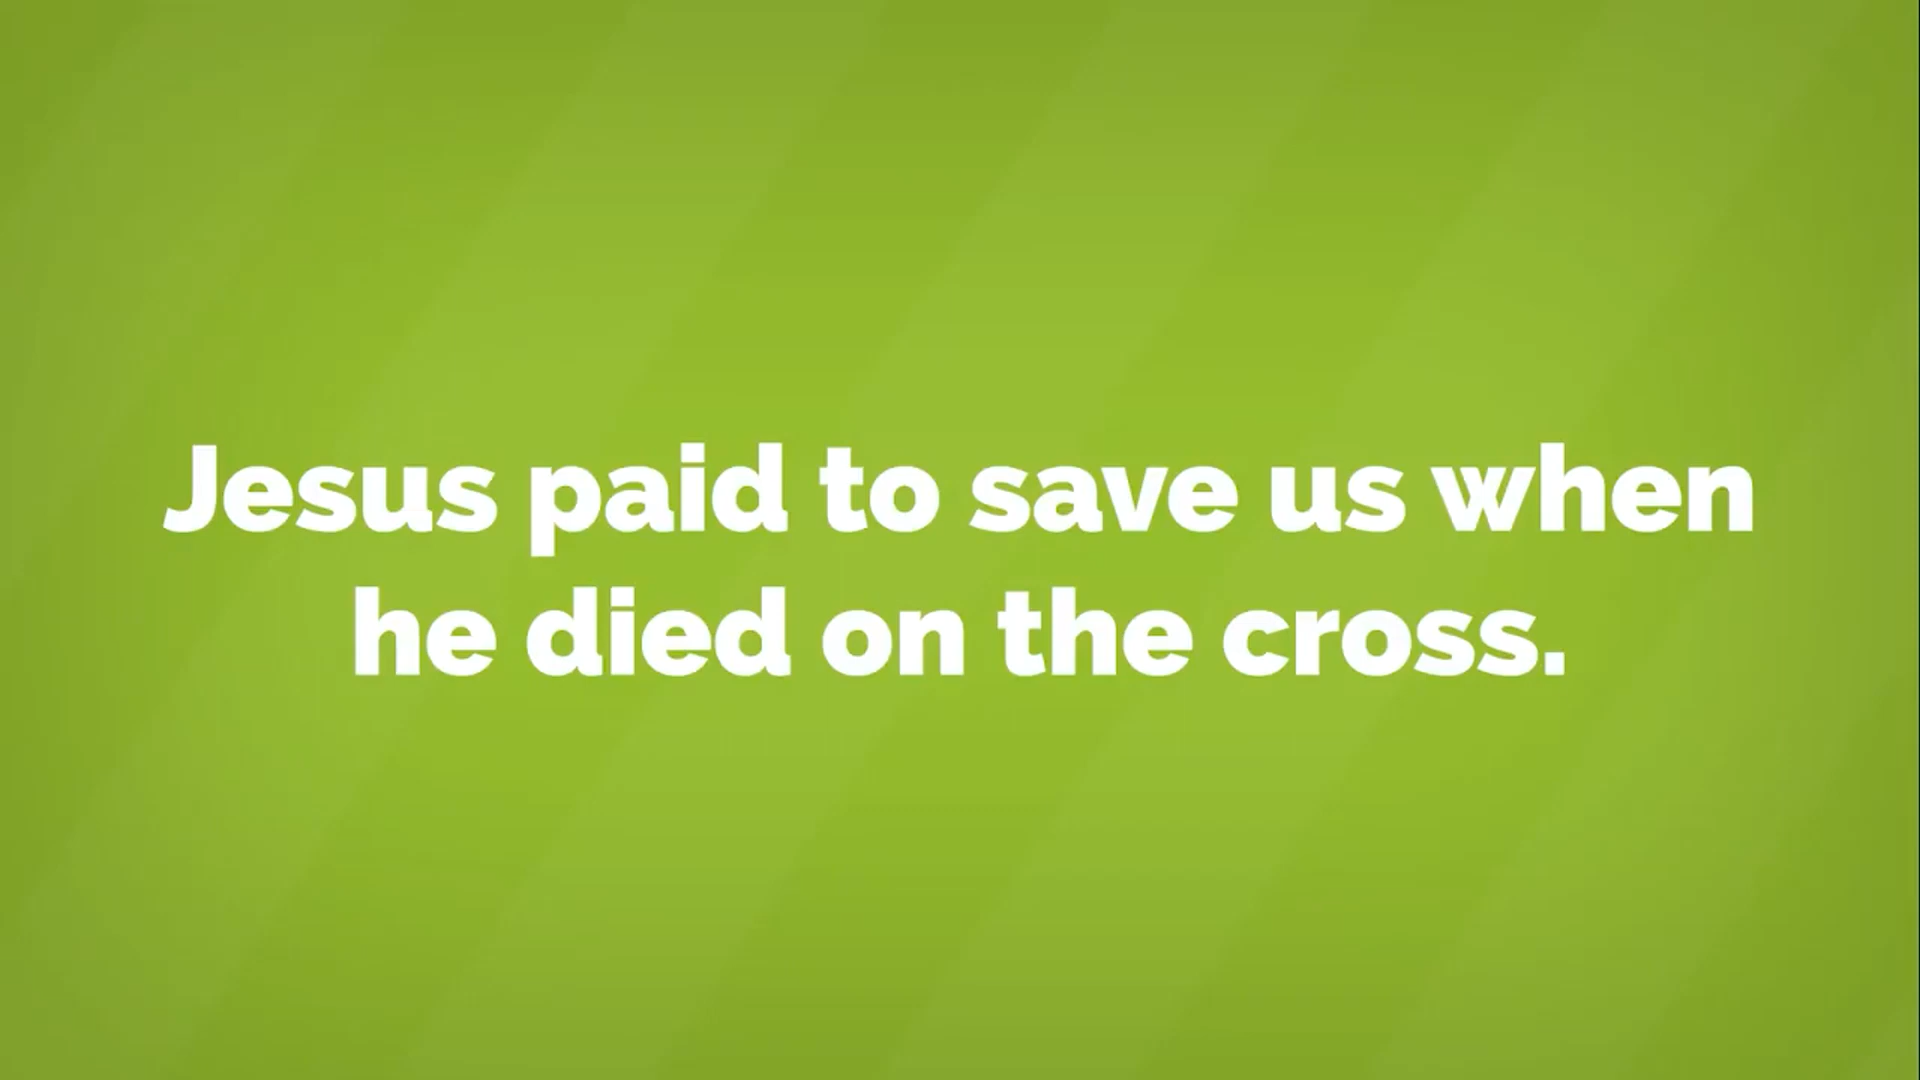 Jesus paid to save us when
he died on the cross.